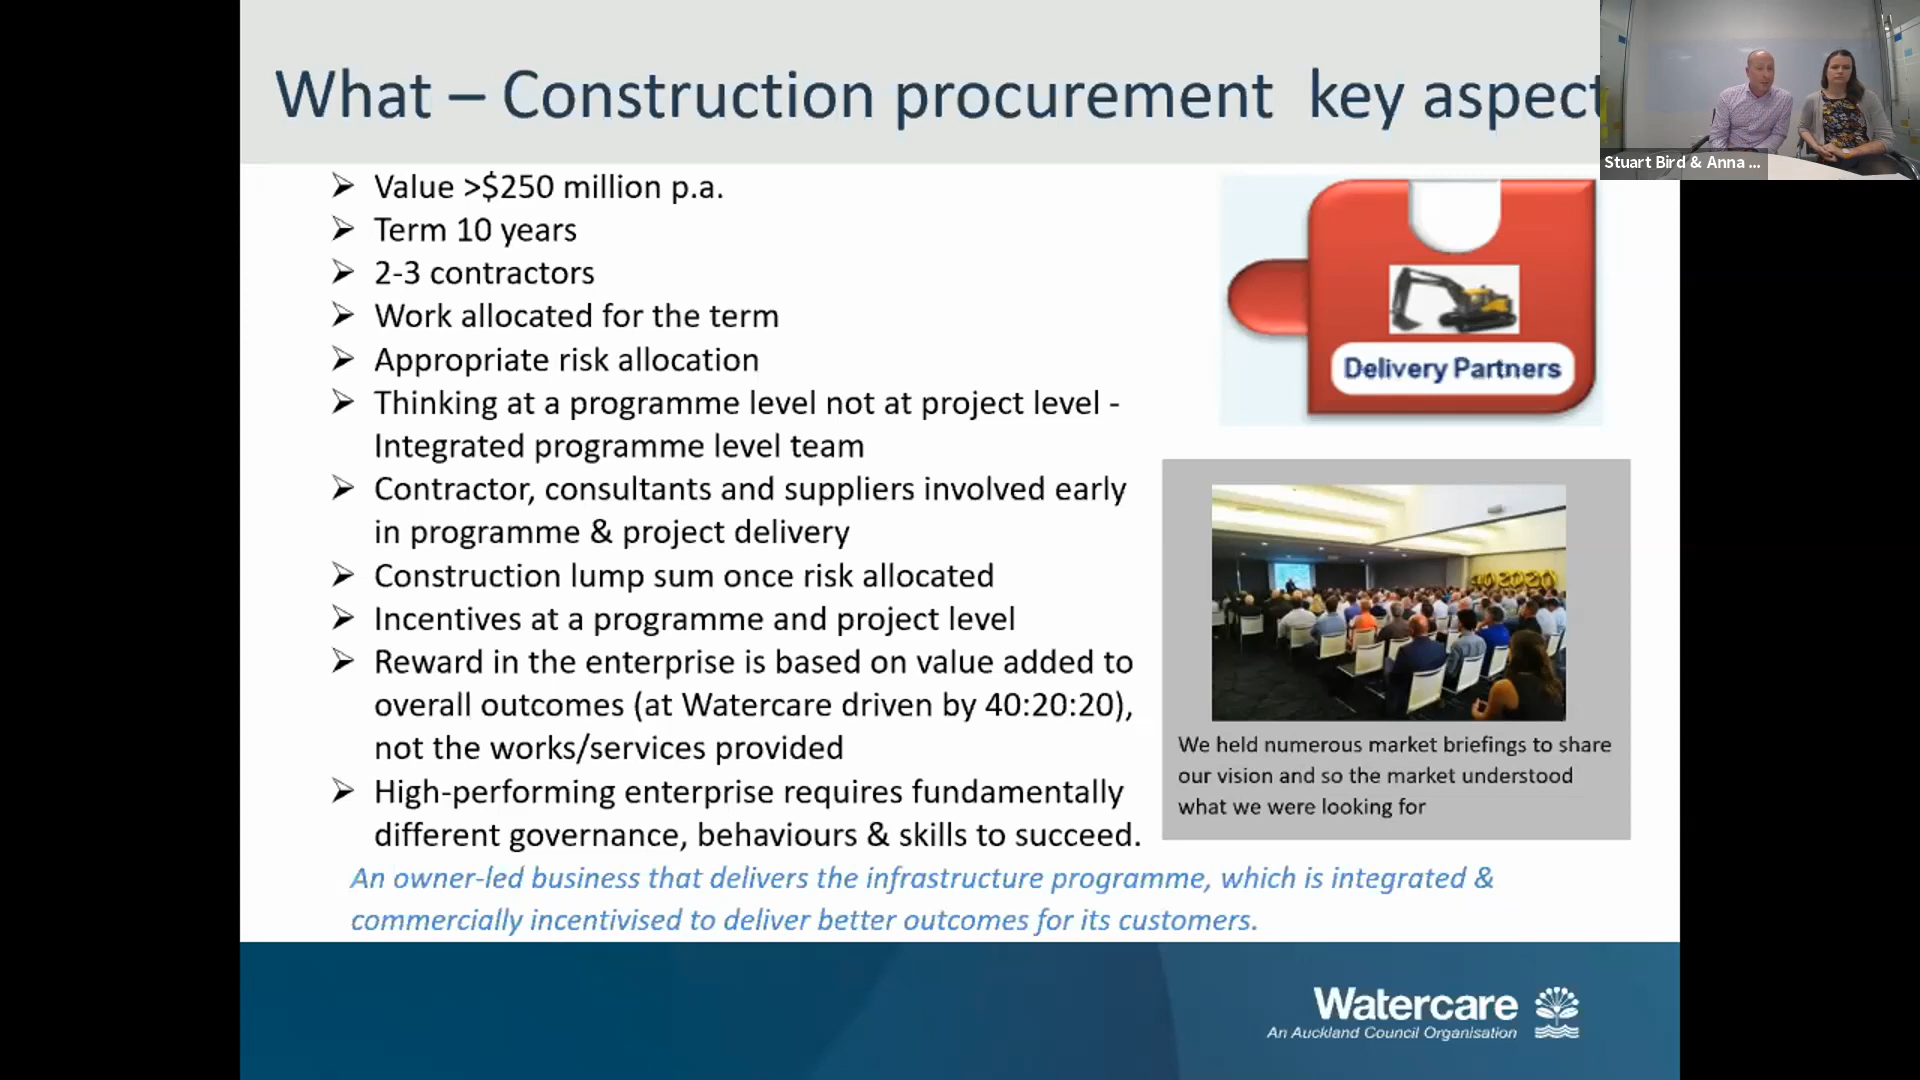 What – Construction procurement key aspect
Stuart Bird & Anna ...
Value >$250 million p.a.
Term 10 years
2-3 contractors
Work allocated for the term
Appropriate risk allocation
Thinking at a programme level not at project level -
Integrated programme level team
Contractor, consultants and suppliers involved early
in programme & project delivery
Construction lump sum once risk allocated
Incentives at a programme and project level
Reward in the enterprise is based on value added to
overall outcomes (at Watercare driven by 40:20:20),
not the works/services provided
High-performing enterprise requires fundamentally
different governance, behaviours & skills to succeed.
Delivery Partners
We held numerous market briefings to share
our vision and so the market understood
what we were looking for
An owner-led business that delivers the infrastructure programme, which is integrated &
commercially incentivised to deliver better outcomes for its customers.
Watercare
An Auckland Council Organisation